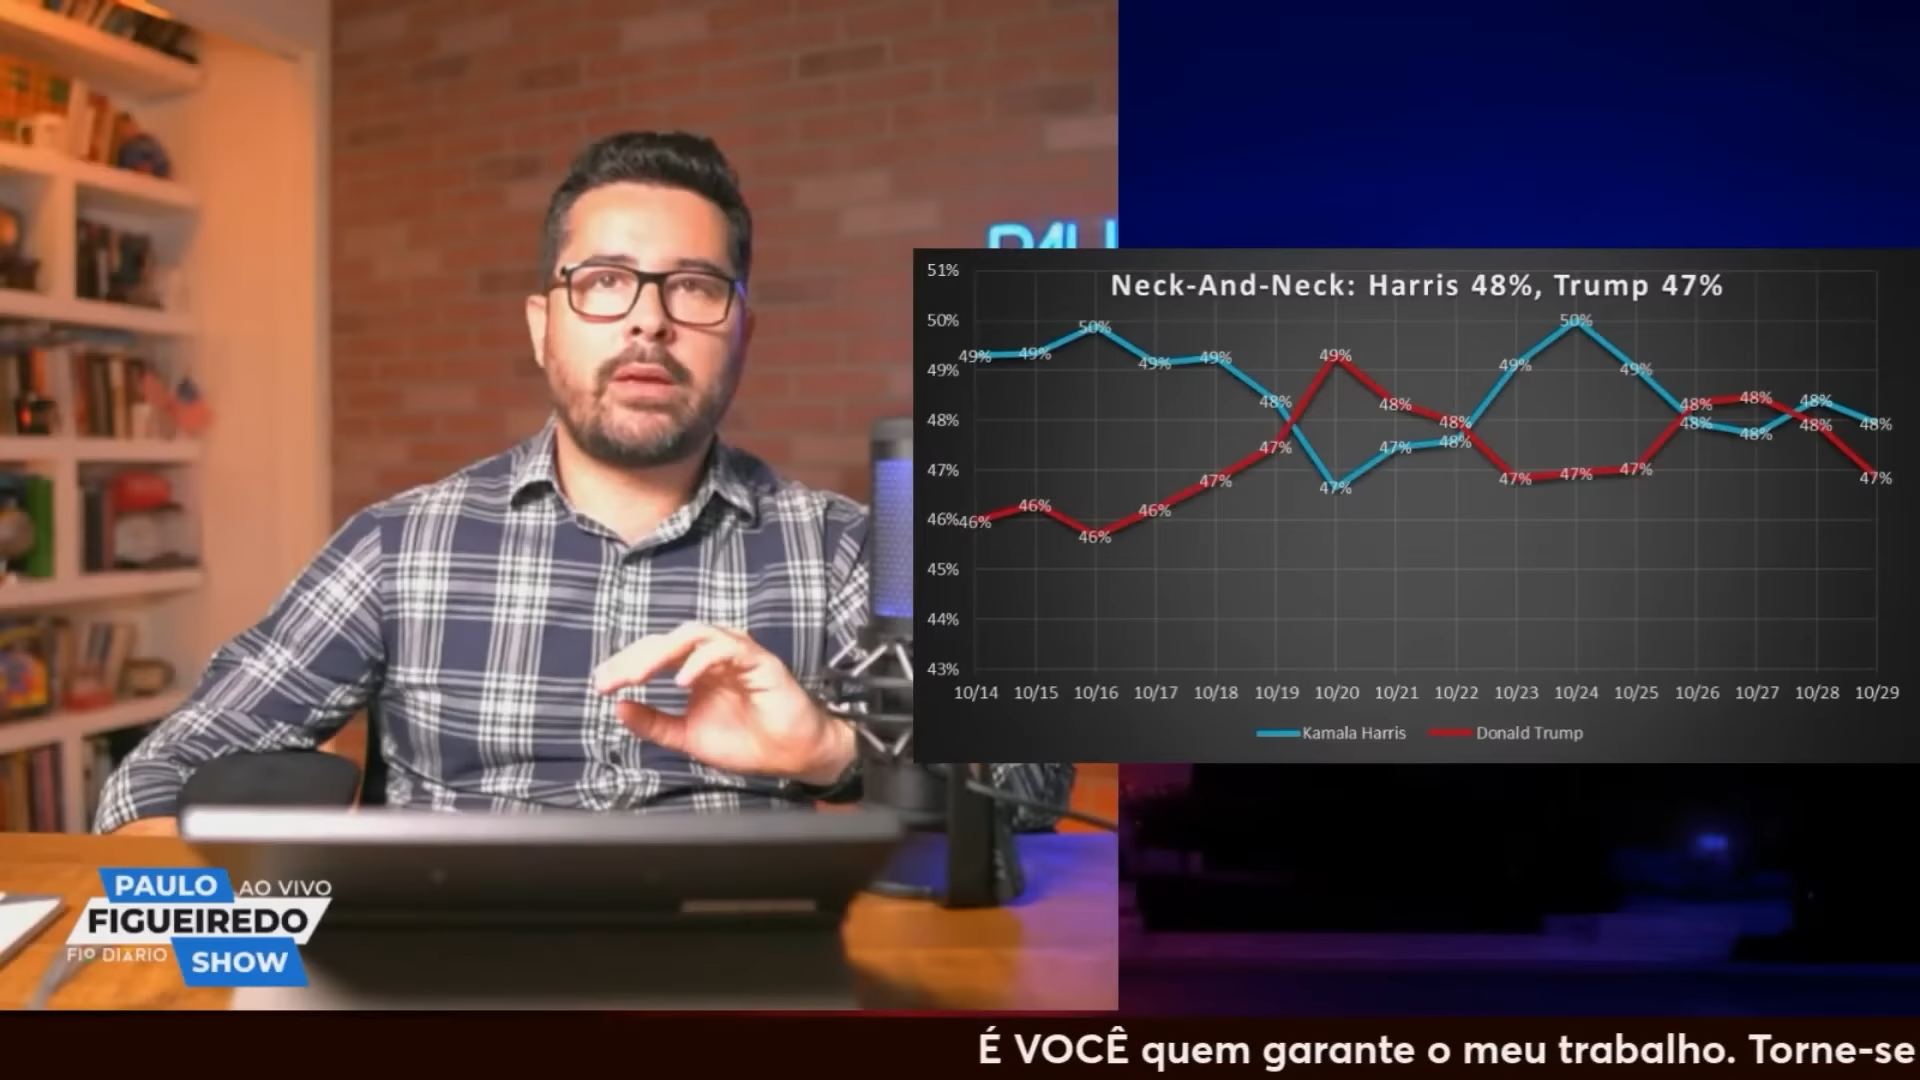 PAUL
Neck-And-Neck: Harris 48%, Trump 47%
51%
50%
49%
48%
47%
46%
45%
44%
43%
49% 49% 50% 49% 49% 48% 47% 47% 48% 49% 50% 49% 48% 48% 48% 48%
46% 46% 46% 46% 47% 47% 49% 48% 48% 47% 47% 47% 48% 48% 48% 47%
10/14 10/15 10/16 10/17 10/18 10/19 10/20 10/21 10/22 10/23 10/24 10/25 10/26 10/27 10/28 10/29
Kamala Harris Donald Trump
PAULO AO VIVO
FIGUEIREDO
FIº DIÁRIO SHOW
É VOCÊ quem garante o meu trabalho. Torne-se